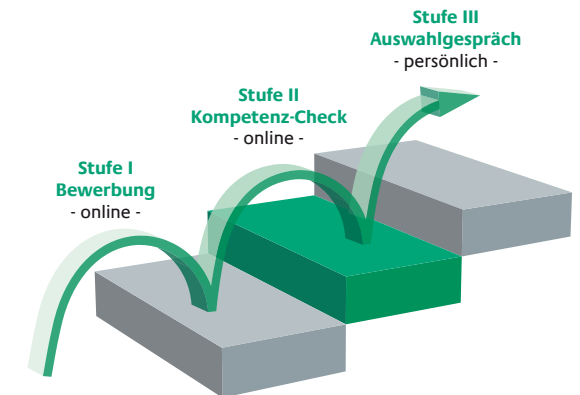 Stufe I
Bewerbung
- online -
Stufe II
Kompetenz-Check
- online -
Stufe III
Auswahlgespräch
- persönlich -